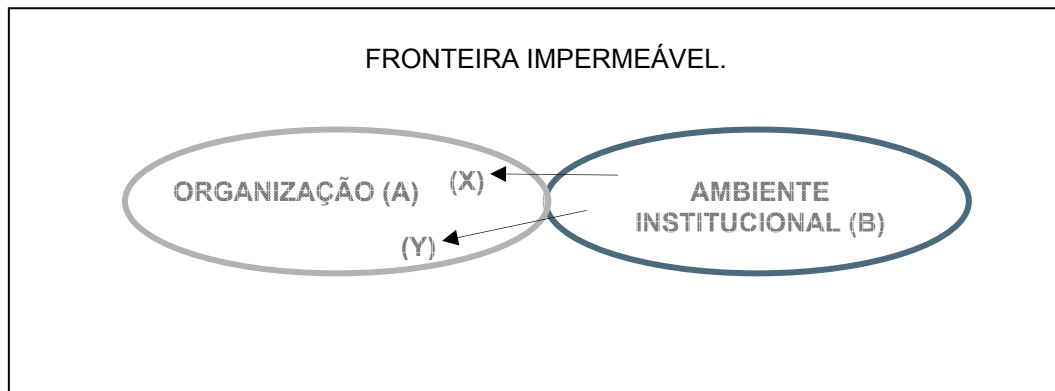 FRONTEIRA IMPERMEÁVEL.
ORGANIZAÇÃO (A)
(X)
(Y)
AMBIENTE
INSTITUCIONAL (B)